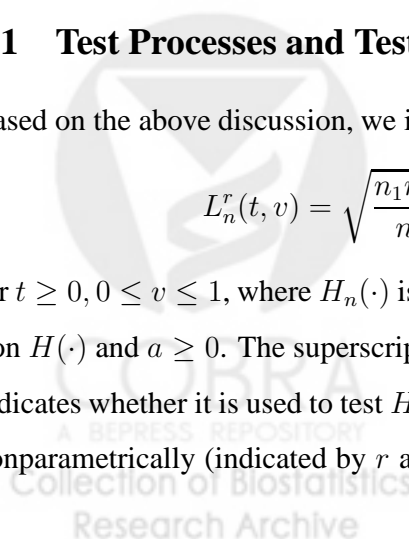 1 Test Processes and Test
ased on the above discussion, we i
L_n^r(t, v) = \sqrt{\frac{n_1
r t ≥ 0, 0 ≤ v ≤ 1, where H_n(·) is
on H(·) and a ≥ 0. The superscrip
dicates whether it is used to test H
onparametrically (indicated by r a
COBRA
A BEPRESS REPOSITORY
Collection of Biostatistics
Research Archive